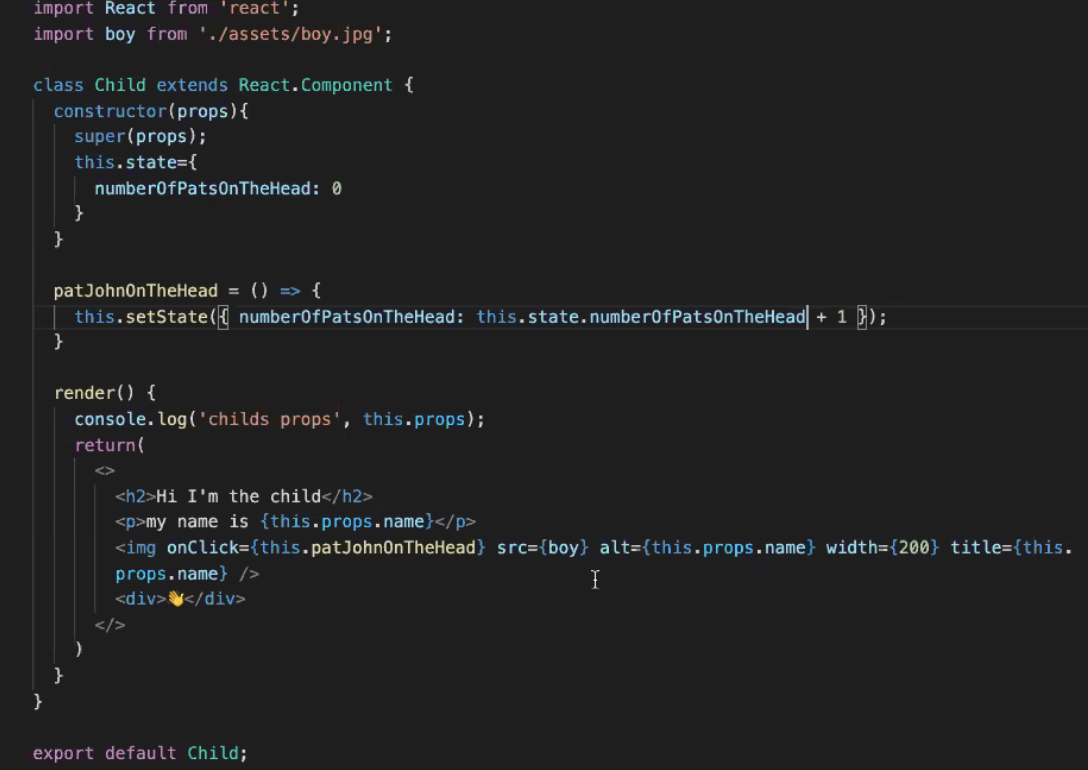 import React from 'react';
import boy from './assets/boy.jpg';
class Child extends React.Component {
constructor(props){
super(props);
this.state={
numberOfPatsOnTheHead: 0
}
}
patJohnOnTheHead = () => {
this.setState({ numberOfPatsOnTheHead: this.state.numberOfPatsOnTheHead + 1 });
}
render() {
console.log('childs props', this.props);
return(
<>
<h2>Hi I'm the child</h2>
<p>my name is {this.props.name}</p>
<img onClick={this.patJohnOnTheHead} src={boy} alt={this.props.name} width={200} title={this.
props.name} />
<div>👋</div>
</>
)
}
}
export default Child;